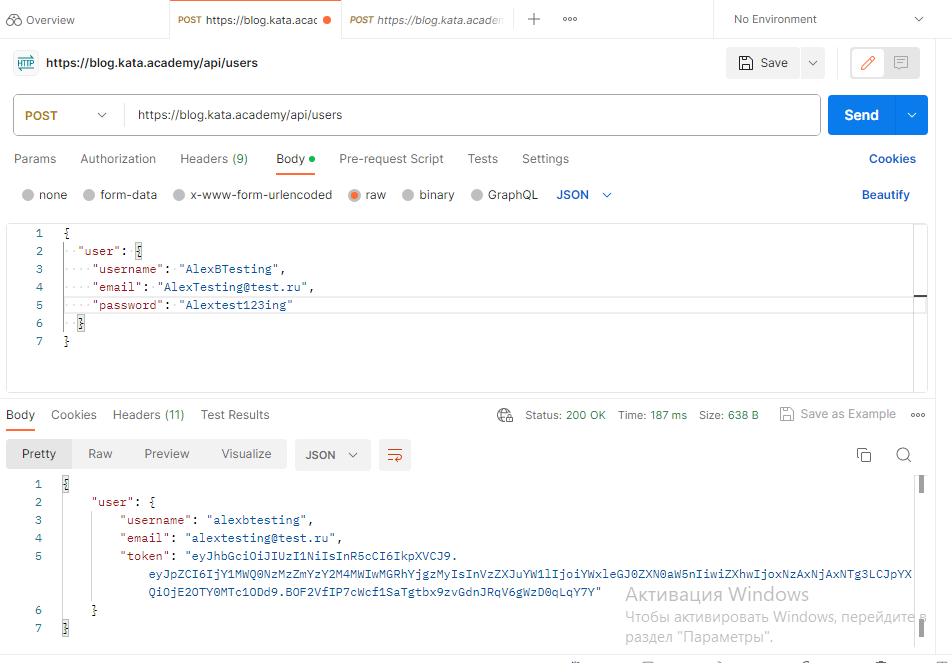 Overview
POST https://blog.kata.acac
POST https://blog.kata.academ
No Environment
HTTP https://blog.kata.academy/api/users
Save
POST https://blog.kata.academy/api/users Send
Params Authorization Headers (9) Body Pre-request Script Tests Settings Cookies
none form-data x-www-form-urlencoded raw binary GraphQL JSON Beautify
1 {
2 "user": {
3 "username": "AlexBTesting",
4 "email": "AlexTesting@test.ru",
5 "password": "Alextest123ing"
6 }
7 }
Body Cookies Headers (11) Test Results Status: 200 OK Time: 187 ms Size: 638 B Save as Example
Pretty Raw Preview Visualize JSON
1 {
2 "user": {
3 "username": "alexbtesting",
4 "email": "alextesting@test.ru",
5 "token": "eyJhbGciOiJIUzI1NiIsInR5cCI6IkpXVCJ9.
eyJpZCI6IjY1MWQ0NzMzZmYzY2M4MWIwMGRhYjgzMyIsInVzZXJuYW1lIjoiYWxleGJ0ZXN0aW5nIiwiZXhwIjoxNzAxNjAxNTg3LCJpYX
QiOjE2OTY0MTc1ODd9.BOF2VfIP7cWcf1SaTgtbx9zvGdnJRqV6gWzD0qLqY7Y"
6 }
7 }
Активация Windows
Чтобы активировать Windows, перейдите в
раздел "Параметры".